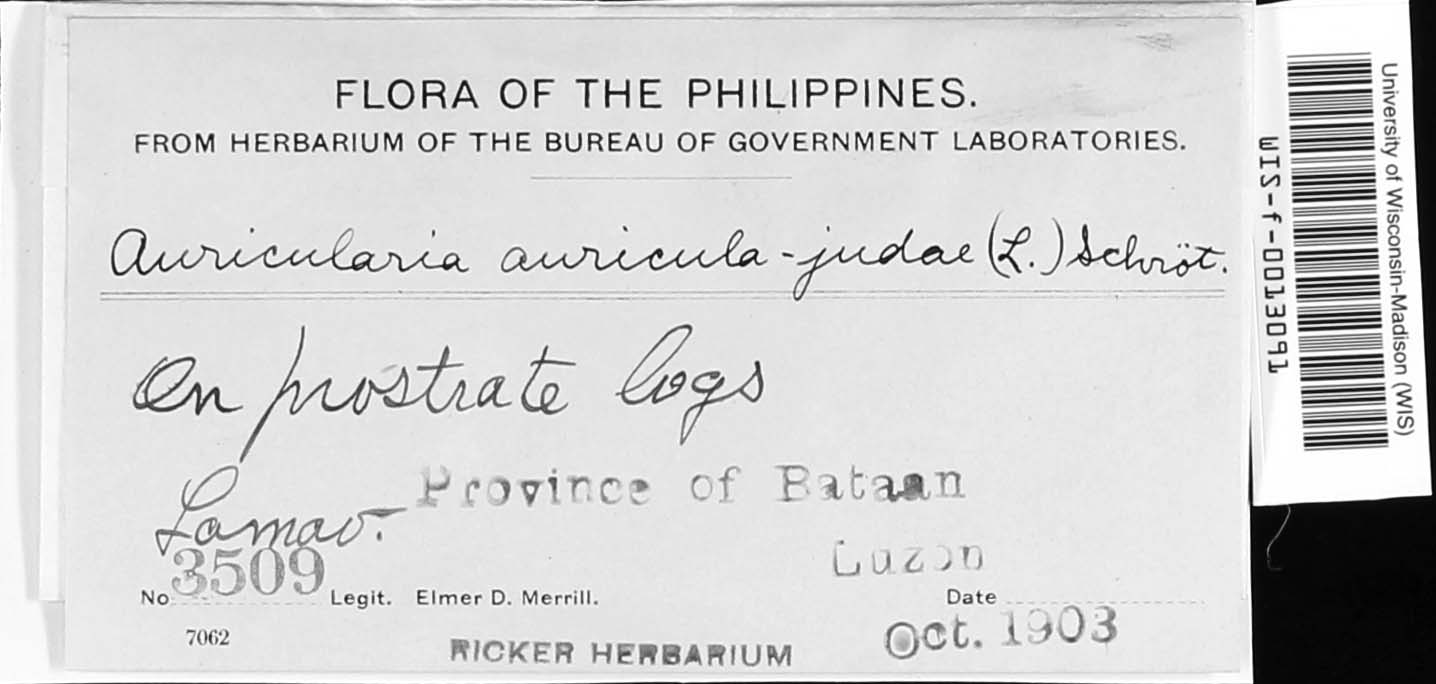 FLORA OF THE PHILIPPINES.
FROM HERBARIUM OF THE BUREAU OF GOVERNMENT LABORATORIES.
Auricularia auricula-judae (L.) Schröt.
On prostrate logs
Province of Bataan
Lamao.
Luzon
No. 3509 Legit. Elmer D. Merrill. Date
Oct. 1903
7062
RICKER HERBARIUM
University of Wisconsin-Madison (WIS)
WIS-f-0013091